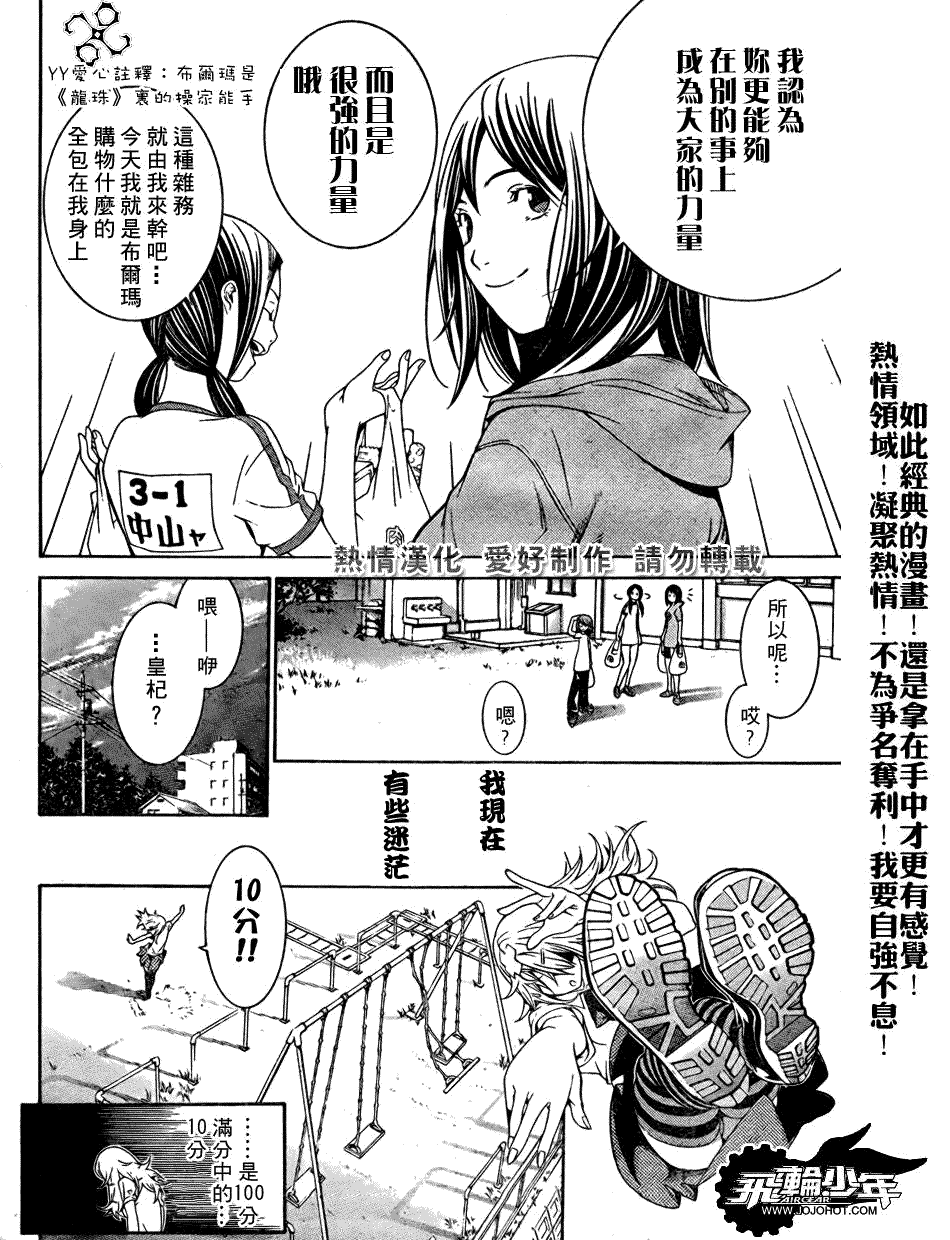 我認為
妳更能夠
在別的事上
成為大家的力量
而且是
很強的力量
哦
YY愛心註釋：布爾瑪是
《龍珠》裏的操家能手
這種雜務
就由我來幹吧…
今天我就是布爾瑪
購物什麼的
全包在我身上
3-1
中山ャ
熱情漢化 愛好制作 請勿轉載
如此經典的漫畫！還是拿在手中才更有感覺！
熱情領域！凝聚熱情！不為爭名奪利！我要自強不息！
所以呢…
哎？
嗯？
喂——咿
…皇杞？
我現在
有些迷茫
10分!!
……是100分
滿分中的…
10分
飛輪少年
AIRGEAR
WWW.JOJOHOT.COM